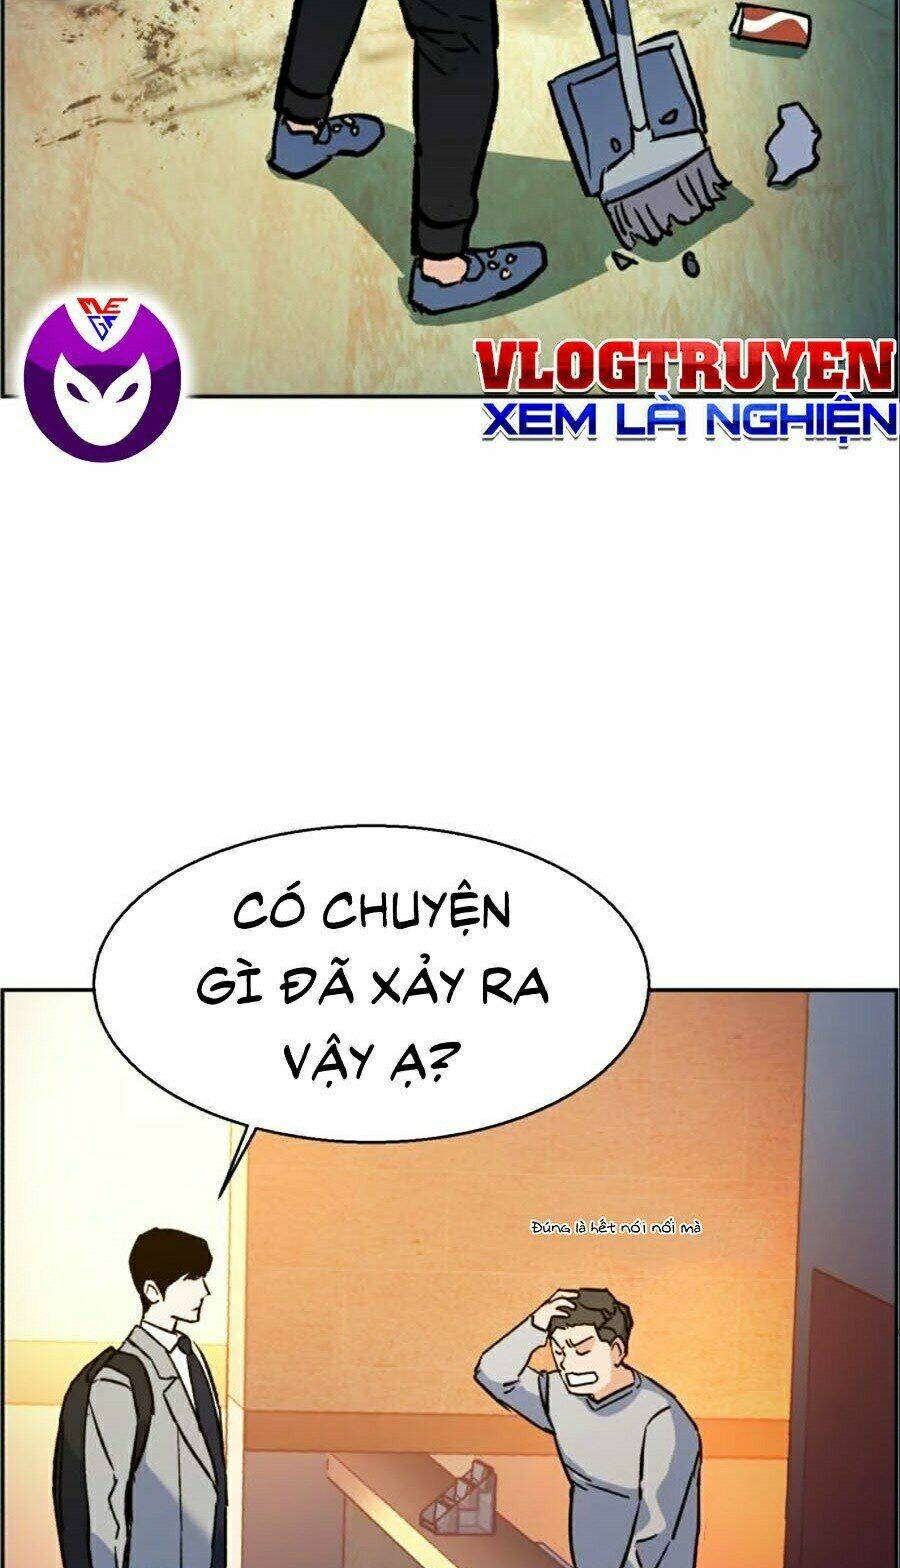 VLOGTRUYEN
XEM LÀ NGHIỆN
CÓ CHUYỆN
GÌ ĐÃ XẢY RA
VẬY Ạ?
Đúng là hết nói nổi mà